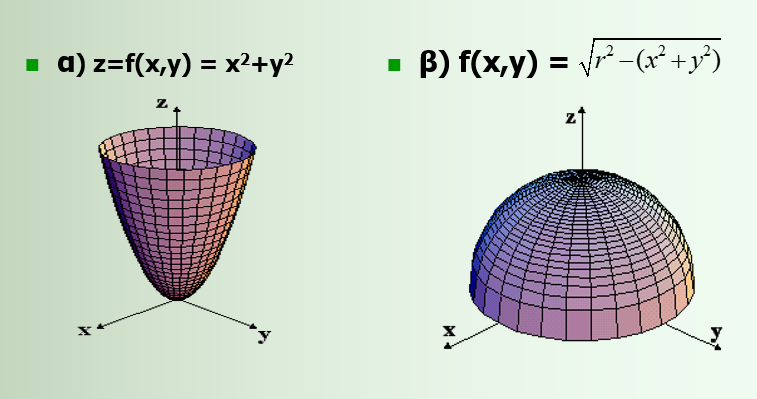 α) z=f(x,y) = x²+y²
β) f(x,y) = √(r²−(x²+y²))
z
x
y
z
x
y